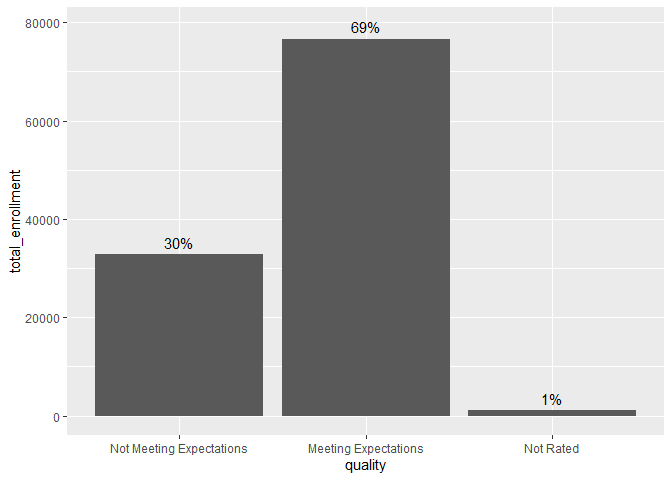 80000
60000
40000
20000
0
total_enrollment
30%
69%
1%
Not Meeting Expectations
Meeting Expectations
Not Rated
quality